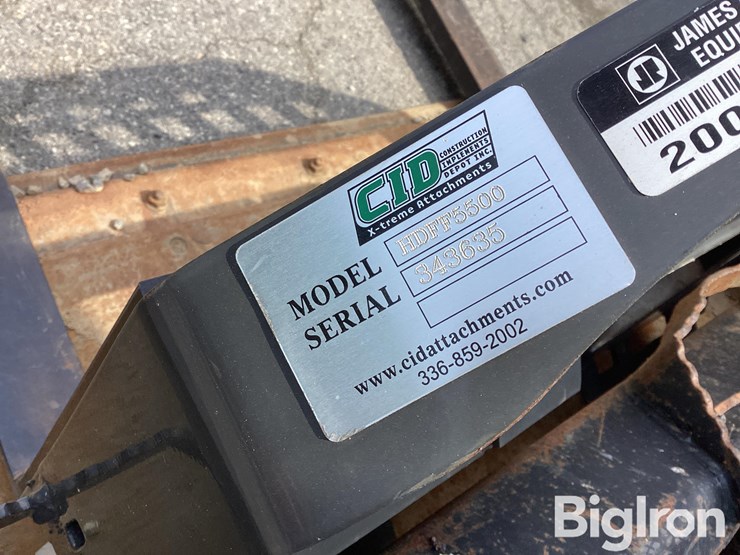 CID
CONSTRUCTION
IMPLEMENTS
DEPOT INC.
X-treme Attachments
MODEL HDFF5500
SERIAL 343635
www.cidattachments.com
336-859-2002
JAMES
200
BigIron